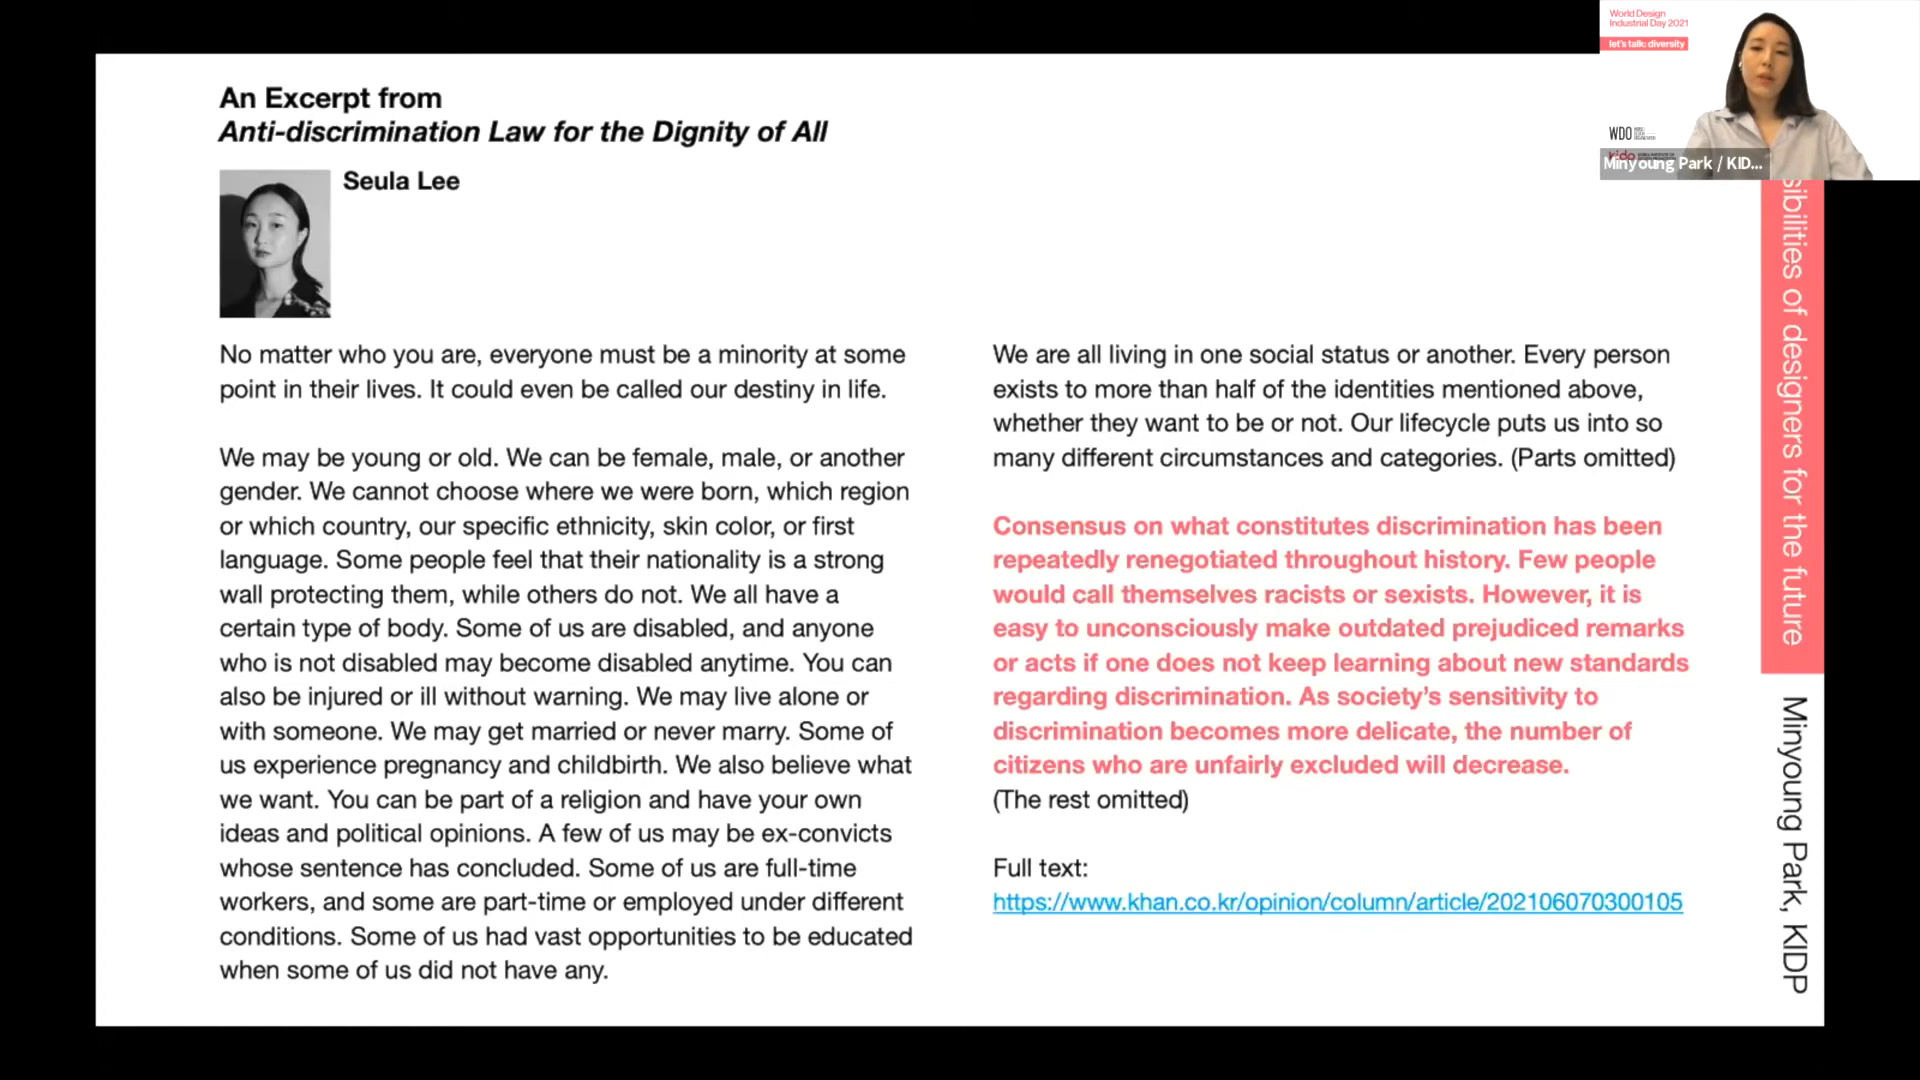 World Design
Industrial Day 2021
let's talk: diversity
WDO
Minyoung Park / KID...
An Excerpt from
Anti-discrimination Law for the Dignity of All
Seula Lee
No matter who you are, everyone must be a minority at some
point in their lives. It could even be called our destiny in life.
We may be young or old. We can be female, male, or another
gender. We cannot choose where we were born, which region
or which country, our specific ethnicity, skin color, or first
language. Some people feel that their nationality is a strong
wall protecting them, while others do not. We all have a
certain type of body. Some of us are disabled, and anyone
who is not disabled may become disabled anytime. You can
also be injured or ill without warning. We may live alone or
with someone. We may get married or never marry. Some of
us experience pregnancy and childbirth. We also believe what
we want. You can be part of a religion and have your own
ideas and political opinions. A few of us may be ex-convicts
whose sentence has concluded. Some of us are full-time
workers, and some are part-time or employed under different
conditions. Some of us had vast opportunities to be educated
when some of us did not have any.
We are all living in one social status or another. Every person
exists to more than half of the identities mentioned above,
whether they want to be or not. Our lifecycle puts us into so
many different circumstances and categories. (Parts omitted)
Consensus on what constitutes discrimination has been
repeatedly renegotiated throughout history. Few people
would call themselves racists or sexists. However, it is
easy to unconsciously make outdated prejudiced remarks
or acts if one does not keep learning about new standards
regarding discrimination. As society's sensitivity to
discrimination becomes more delicate, the number of
citizens who are unfairly excluded will decrease.
(The rest omitted)
Full text:
https://www.khan.co.kr/opinion/column/article/202106070300105
sibilities of designers for the future
Minyoung Park, KIDP